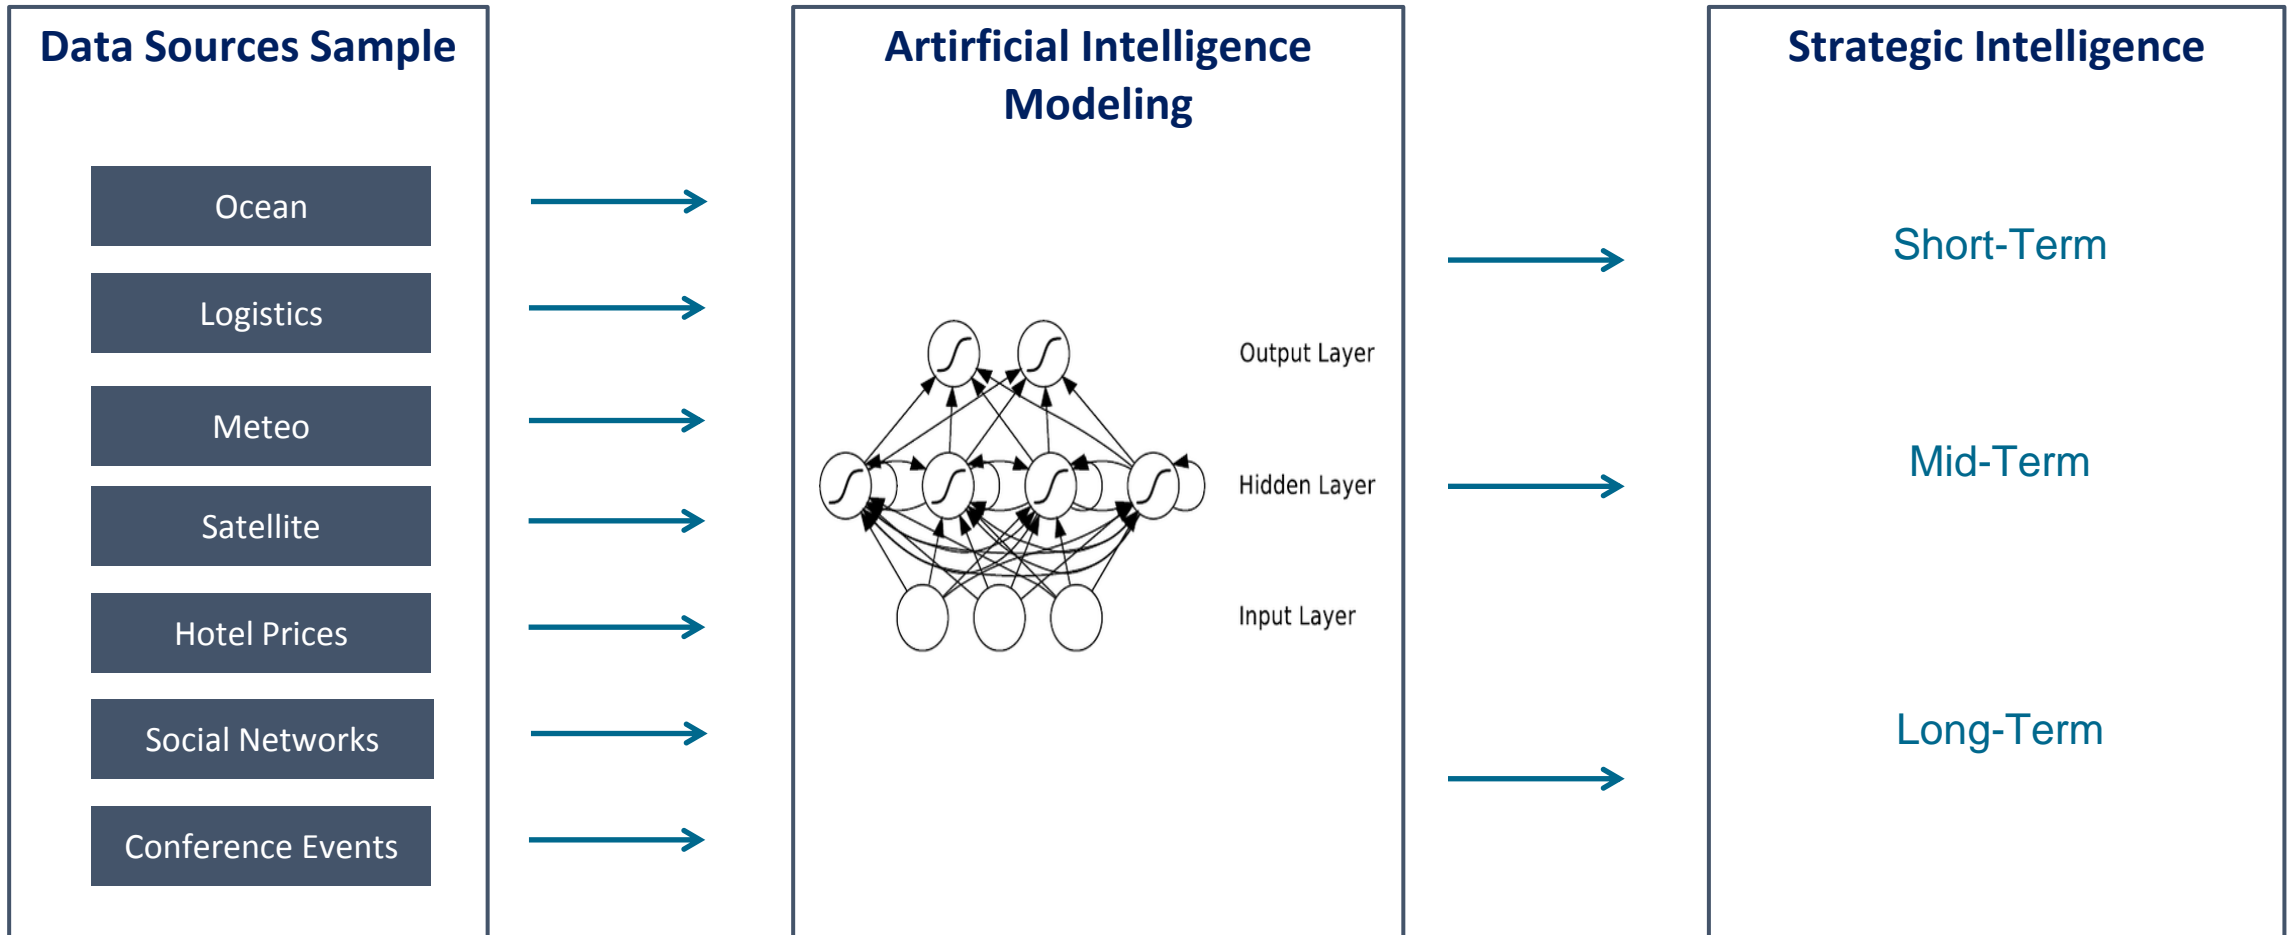 Data Sources Sample
Ocean
Logistics
Meteo
Satellite
Hotel Prices
Social Networks
Conference Events
Artirficial Intelligence
Modeling
Output Layer
Hidden Layer
Input Layer
Strategic Intelligence
Short-Term
Mid-Term
Long-Term